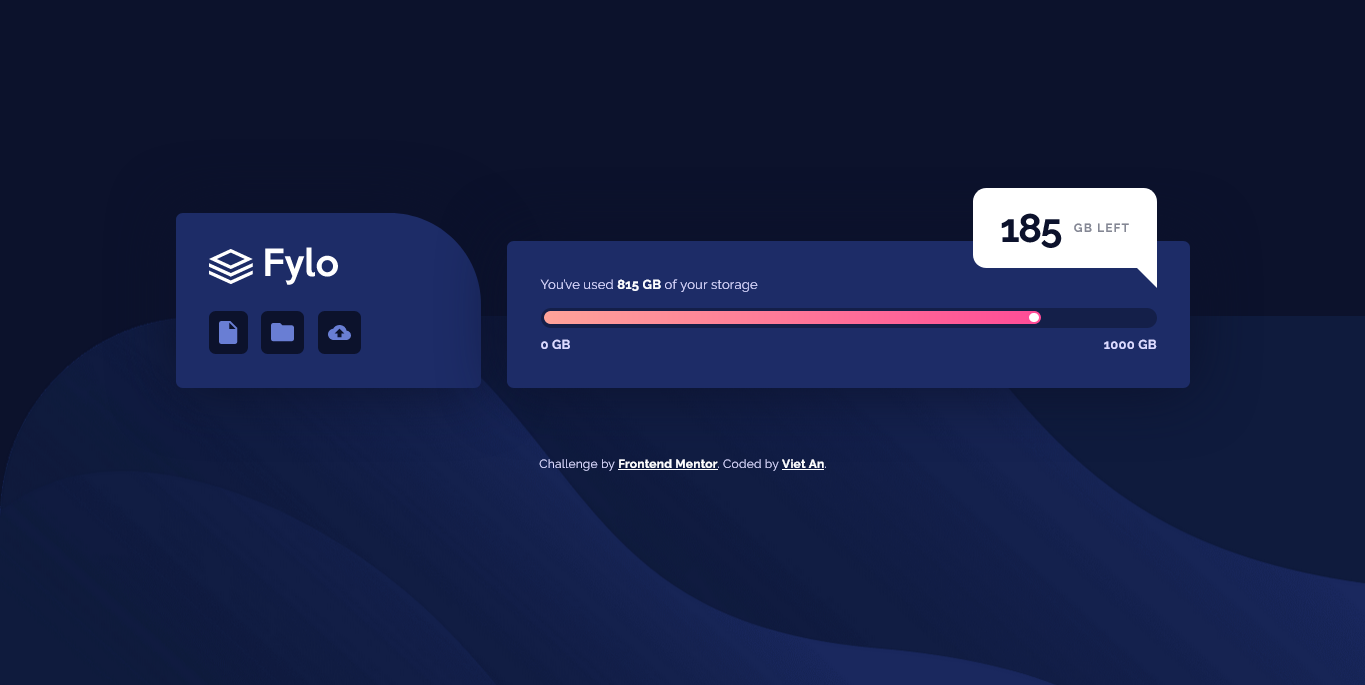 Fylo
185 GB LEFT
You've used 815 GB of your storage
0 GB 1000 GB
Challenge by Frontend Mentor. Coded by Viet An.